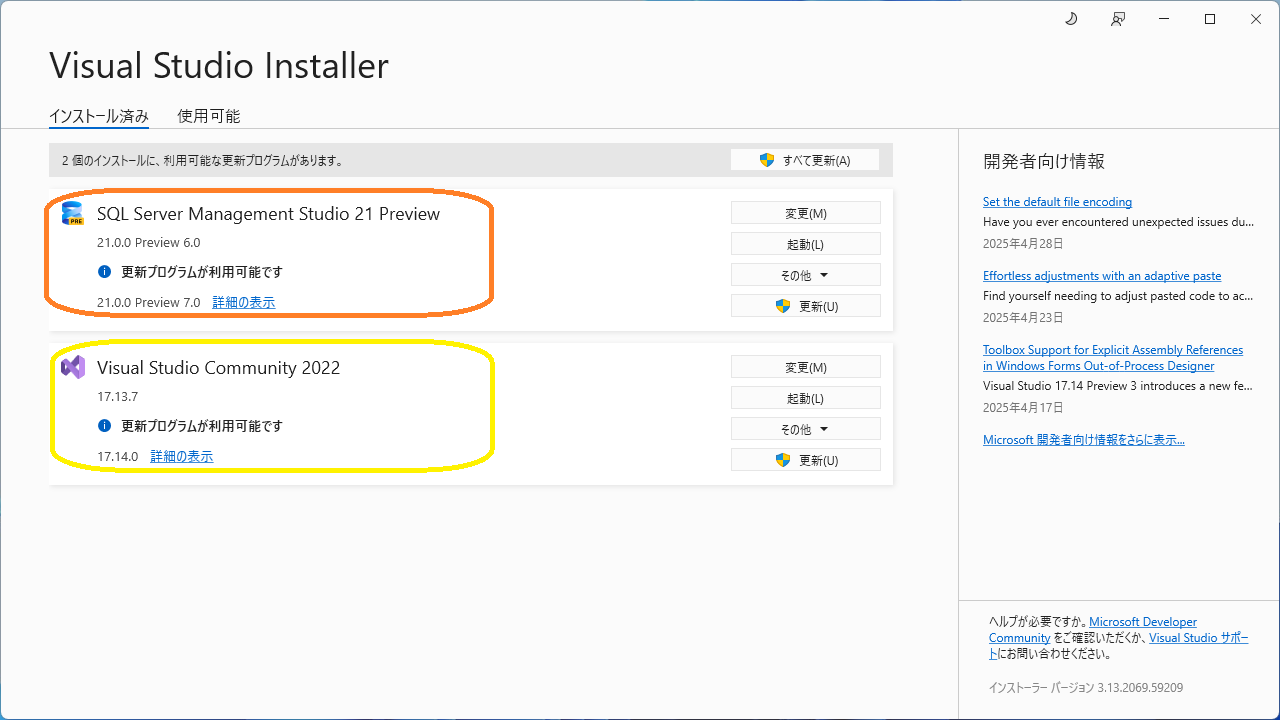 Visual Studio Installer
インストール済み
使用可能
2 個のインストールに、利用可能な更新プログラムがあります。
すべて更新(A)
PRE
SQL Server Management Studio 21 Preview
21.0.0 Preview 6.0
更新プログラムが利用可能です
21.0.0 Preview 7.0 詳細の表示
変更(M)
起動(L)
その他
更新(U)
Visual Studio Community 2022
17.13.7
更新プログラムが利用可能です
17.14.0 詳細の表示
変更(M)
起動(L)
その他
更新(U)
開発者向け情報
Set the default file encoding
Have you ever encountered unexpected issues du...
2025年4月28日
Effortless adjustments with an adaptive paste
Find yourself needing to adjust pasted code to ac...
2025年4月23日
Toolbox Support for Explicit Assembly References
in Windows Forms Out-of-Process Designer
Visual Studio 17.14 Preview 3 introduces a new fe...
2025年4月17日
Microsoft 開発者向け情報をさらに表示...
ヘルプが必要ですか。Microsoft Developer
Community をご確認いただくか、Visual Studio サポー
トにお問い合わせください。
インストーラー バージョン 3.13.2069.59209